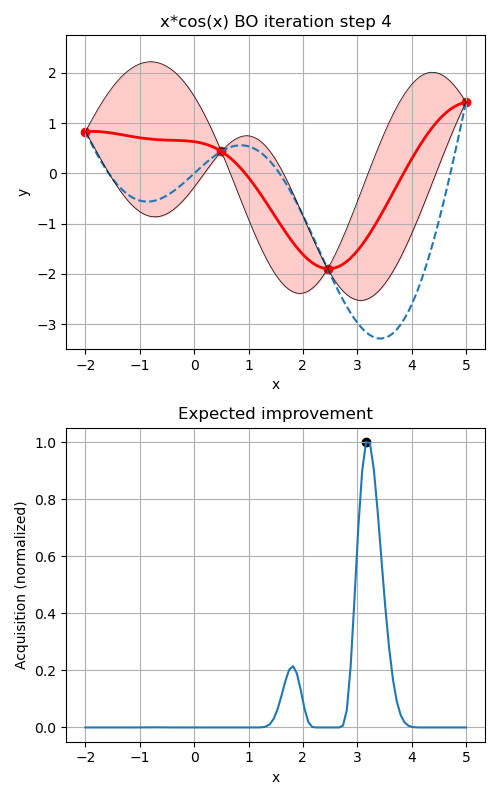 x*cos(x) BO iteration step 4
2
1
0
−1
−2
−3
y
−2 −1 0 1 2 3 4 5
x
Expected improvement
1.0
0.8
0.6
0.4
0.2
0.0
Acquisition (normalized)
−2 −1 0 1 2 3 4 5
x